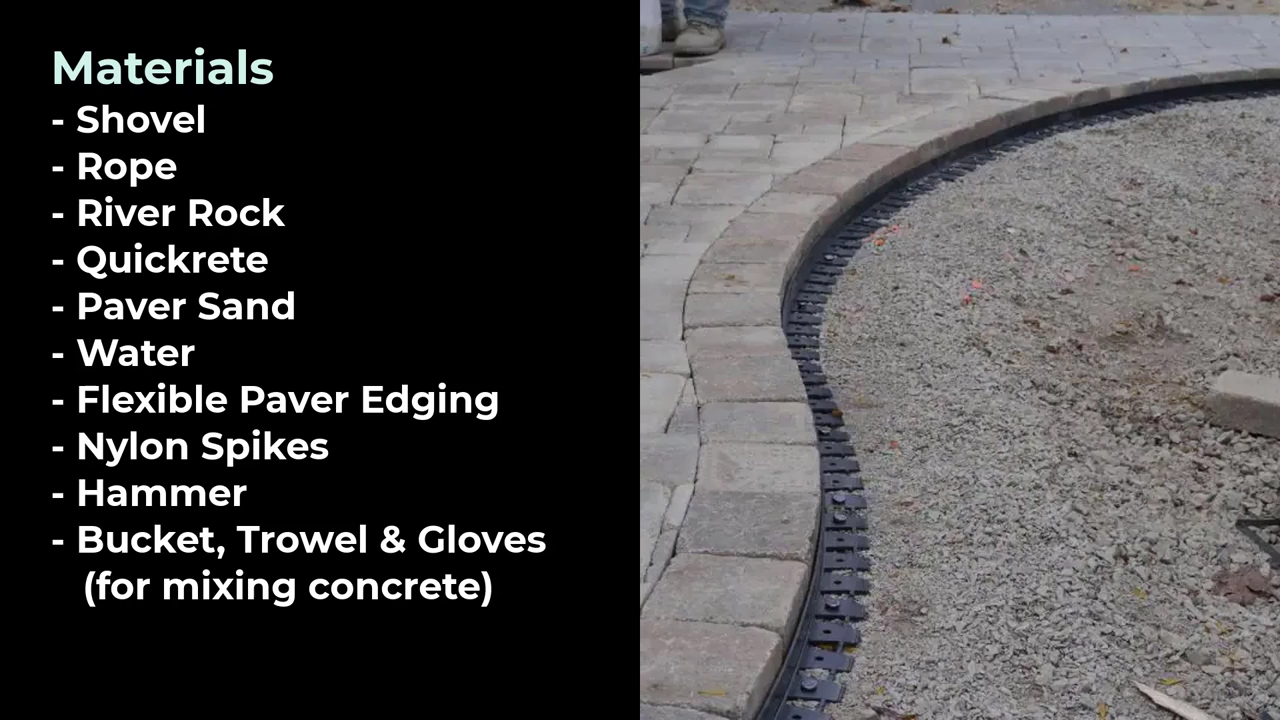 Materials
- Shovel
- Rope
- River Rock
- Quickrete
- Paver Sand
- Water
- Flexible Paver Edging
- Nylon Spikes
- Hammer
- Bucket, Trowel & Gloves
(for mixing concrete)